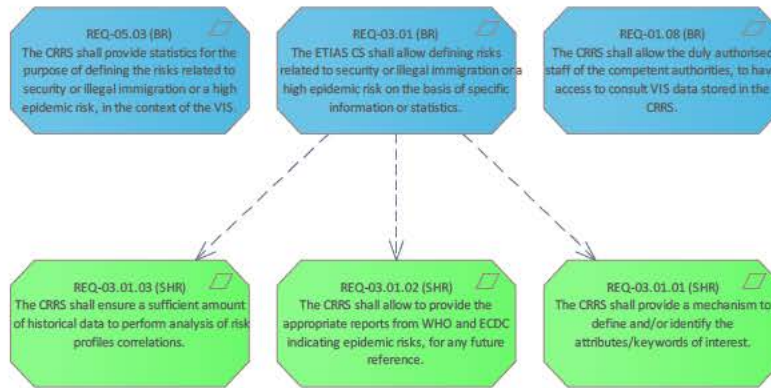 REQ-05.03 (BR)
The CRRS shall provide statistics for the
purpose of defining the risks related to
security or illegal immigration or a high
epidemic risk, in the context of the VIS.
REQ-03.01 (BR)
The ETIAS CS shall allow defining risks
related to security or illegal immigration or a
high epidemic risk on the basis of specific
information or statistics.
REQ-01.08 (BR)
The CRRS shall allow the duly authorised
staff of the competent authorities, to have
access to consult VIS data stored in the
CRRS.
REQ-03.01.03 (SHR)
The CRRS shall ensure a sufficient amount
of historical data to perform analysis of risk
profiles correlations.
REQ-03.01.02 (SHR)
The CRRS shall allow to provide the
appropriate reports from WHO and ECDC
indicating epidemic risks, for any future
reference.
REQ-03.01.01 (SHR)
The CRRS shall provide a mechanism to
define and/or identify the
attributes/keywords of interest.